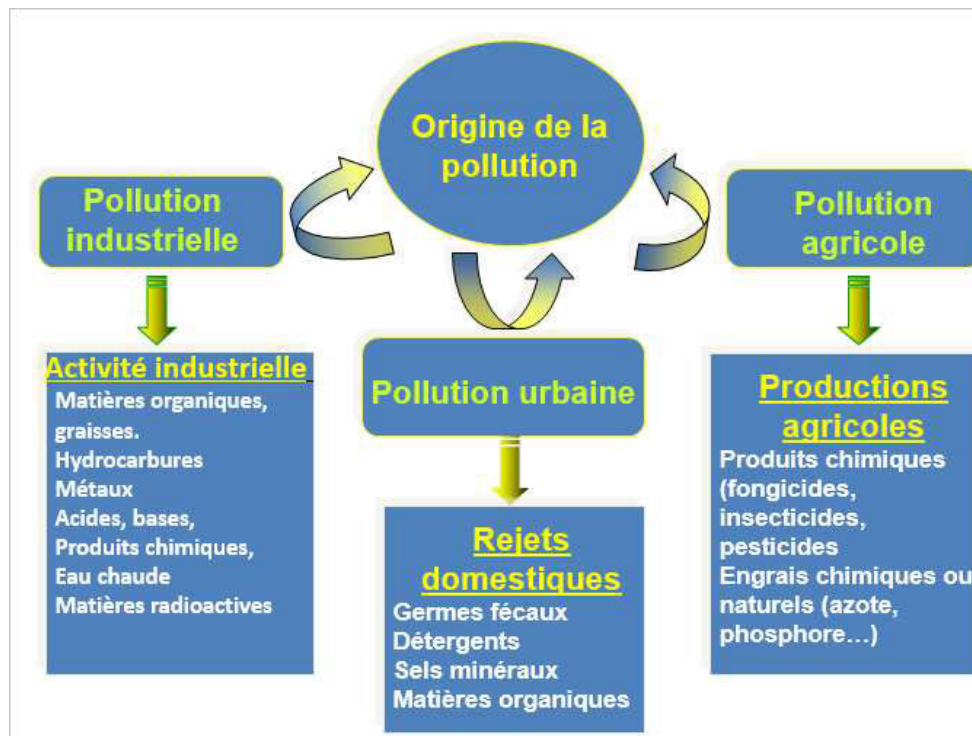 Origine de la
pollution
Pollution
industrielle
Activité industrielle
Matières organiques,
graisses.
Hydrocarbures
Métaux
Acides, bases,
Produits chimiques,
Eau chaude
Matières radioactives
Pollution urbaine
Rejets
domestiques
Germes fécaux
Détergents
Sels minéraux
Matières organiques
Pollution
agricole
Productions
agricoles
Produits chimiques
(fongicides,
insecticides,
pesticides
Engrais chimiques ou
naturels (azote,
phosphore…)